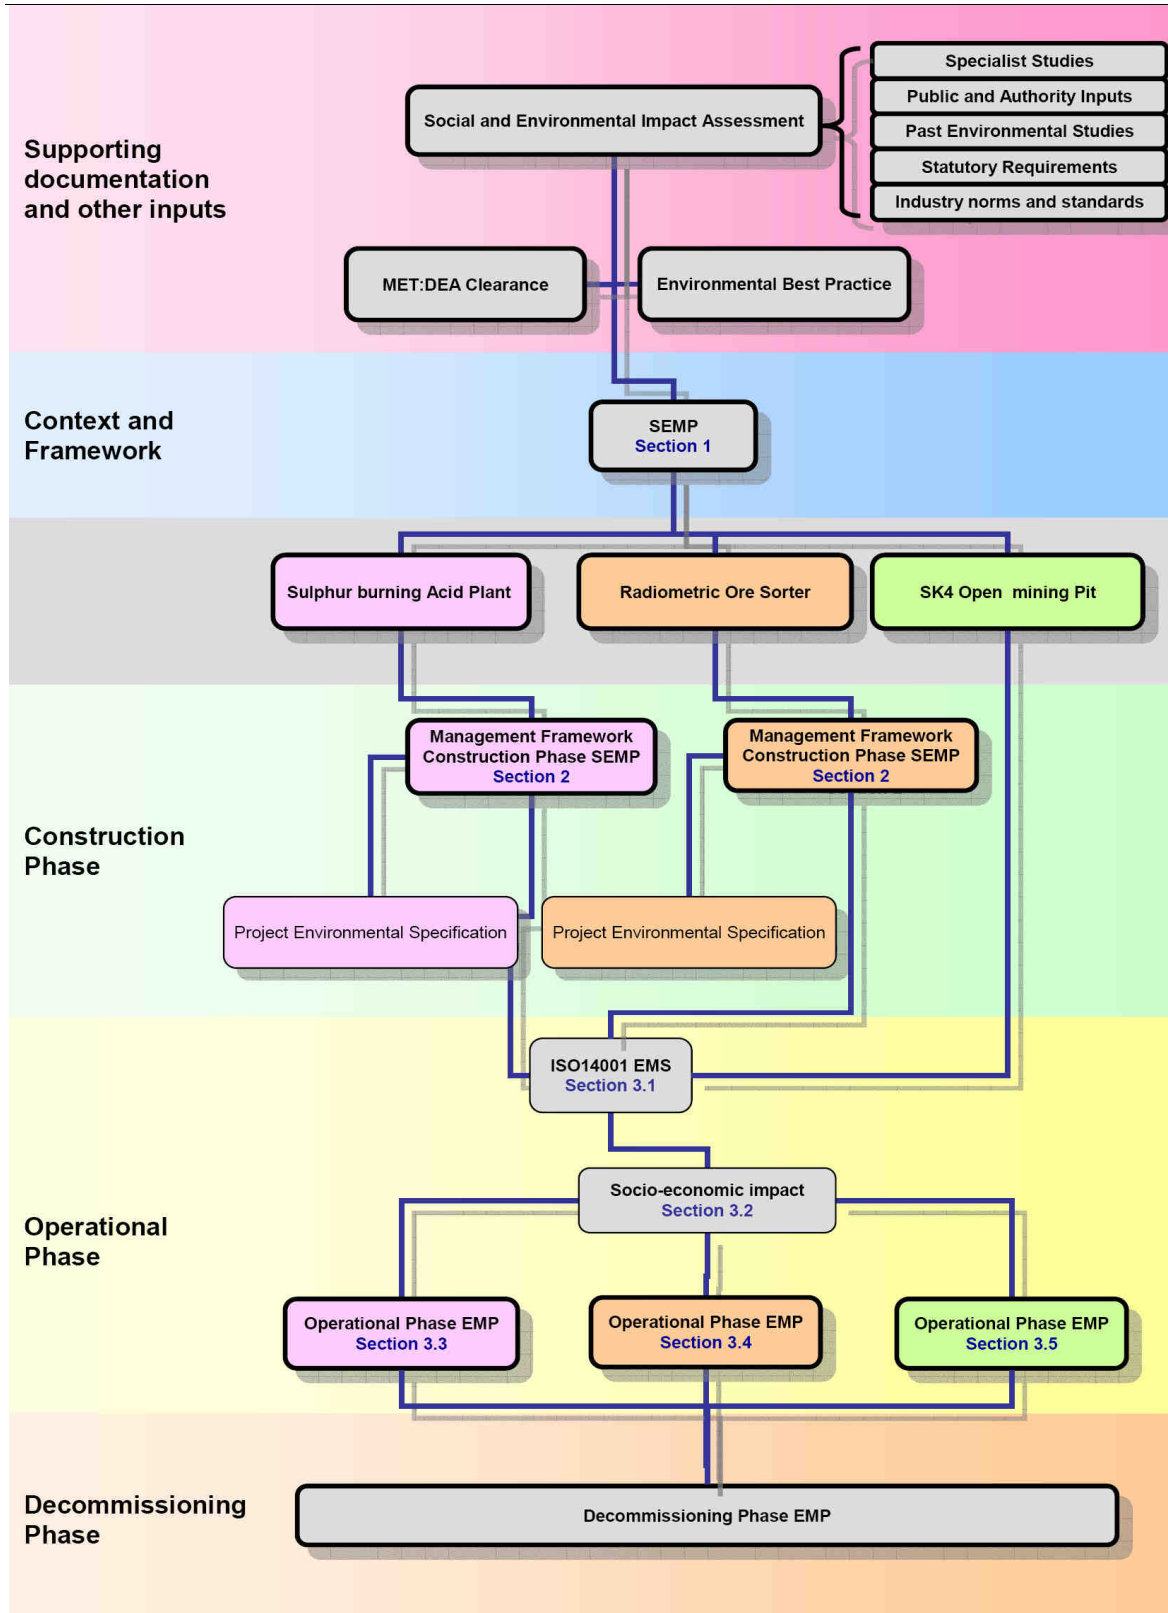 Supporting
documentation
and other inputs
Social and Environmental Impact Assessment
Specialist Studies
Public and Authority Inputs
Past Environmental Studies
Statutory Requirements
Industry norms and standards
MET:DEA Clearance
Environmental Best Practice
Context and
Framework
SEMP
Section 1
Sulphur burning Acid Plant
Radiometric Ore Sorter
SK4 Open  mining Pit
Construction
Phase
Management Framework
Construction Phase SEMP
Section 2
Management Framework
Construction Phase SEMP
Section 2
Project Environmental Specification
Project Environmental Specification
Operational
Phase
ISO14001 EMS
Section 3.1
Socio-economic impact
Section 3.2
Operational Phase EMP
Section 3.3
Operational Phase EMP
Section 3.4
Operational Phase EMP
Section 3.5
Decommissioning
Phase
Decommissioning Phase EMP